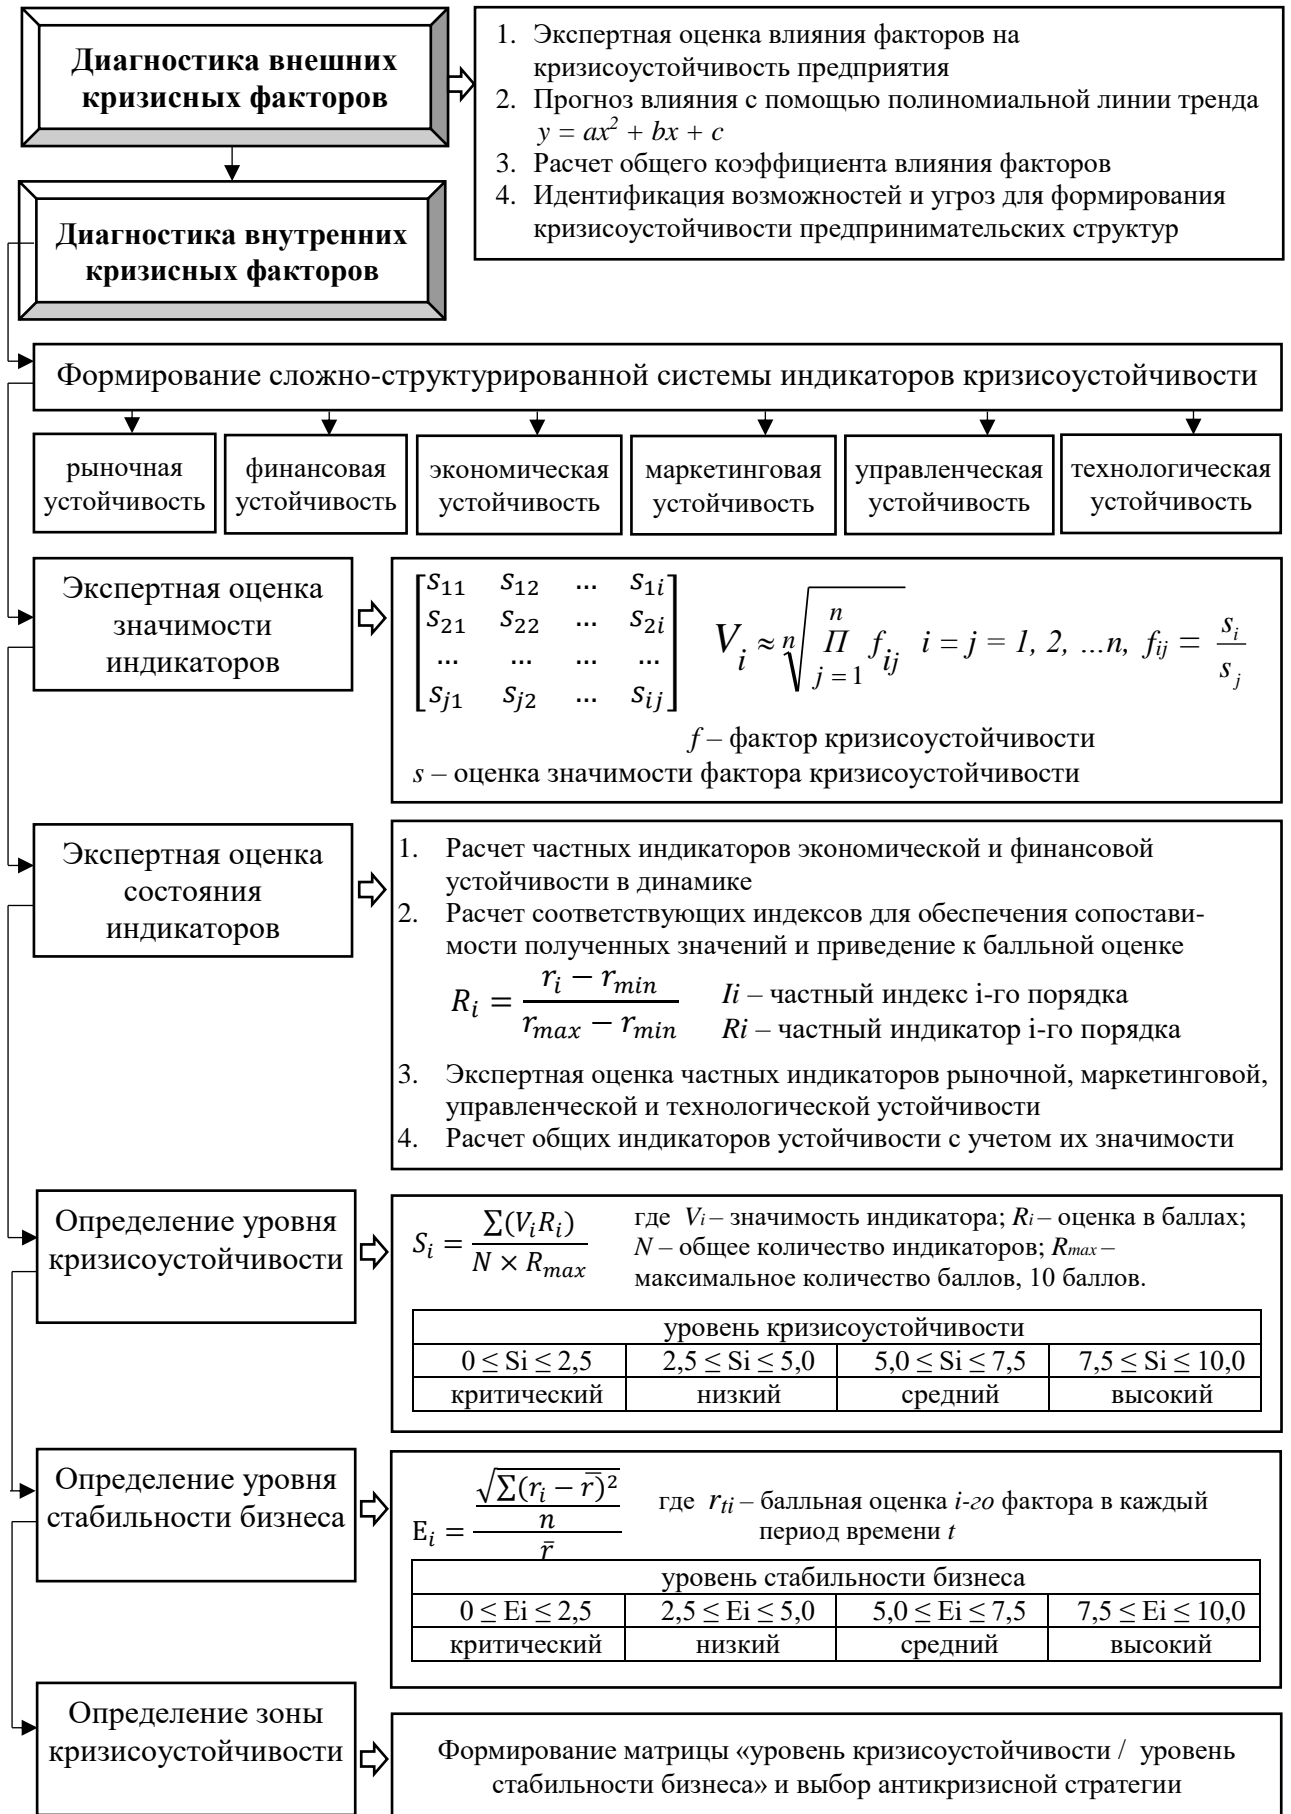 Диагностика внешних
кризисных факторов
1. Экспертная оценка влияния факторов на
кризисоустойчивость предприятия
2. Прогноз влияния с помощью полиномиальной линии тренда
y = ax² + bx + c
3. Расчет общего коэффициента влияния факторов
4. Идентификация возможностей и угроз для формирования
кризисоустойчивости предпринимательских структур
Диагностика внутренних
кризисных факторов
Формирование сложно-структурированной системы индикаторов кризисоустойчивости
рыночная
устойчивость
финансовая
устойчивость
экономическая
устойчивость
маркетинговая
устойчивость
управленческая
устойчивость
технологическая
устойчивость
Экспертная оценка
значимости
индикаторов
s₁₁ s₁₂ ... s₁ᵢ
s₂₁ s₂₂ ... s₂ᵢ
... ... ... ...
sⱼ₁ sⱼ₂ ... sᵢⱼ
Vᵢ ≈ ⁿ√ П (j = 1, n) fᵢⱼ i = j = 1, 2, ...n, fᵢⱼ = sᵢ / sⱼ
f – фактор кризисоустойчивости
s – оценка значимости фактора кризисоустойчивости
Экспертная оценка
состояния
индикаторов
1. Расчет частных индикаторов экономической и финансовой
устойчивости в динамике
2. Расчет соответствующих индексов для обеспечения сопостави-
мости полученных значений и приведение к балльной оценке
Rᵢ = (rᵢ − r_min) / (r_max − r_min)
Ii – частный индекс i-го порядка
Ri – частный индикатор i-го порядка
3. Экспертная оценка частных индикаторов рыночной, маркетинговой,
управленческой и технологической устойчивости
4. Расчет общих индикаторов устойчивости с учетом их значимости
Определение уровня
кризисоустойчивости
Sᵢ = ∑(VᵢRᵢ) / (N × R_max)
где Vi – значимость индикатора; Ri – оценка в баллах;
N – общее количество индикаторов; Rmax –
максимальное количество баллов, 10 баллов.
уровень кризисоустойчивости
0 ≤ Si ≤ 2,5 2,5 ≤ Si ≤ 5,0 5,0 ≤ Si ≤ 7,5 7,5 ≤ Si ≤ 10,0
критический низкий средний высокий
Определение уровня
стабильности бизнеса
Eᵢ = (√∑(rᵢ − r̄)² / n) / r̄
где rti – балльная оценка i-го фактора в каждый
период времени t
уровень стабильности бизнеса
0 ≤ Ei ≤ 2,5 2,5 ≤ Ei ≤ 5,0 5,0 ≤ Ei ≤ 7,5 7,5 ≤ Ei ≤ 10,0
критический низкий средний высокий
Определение зоны
кризисоустойчивости
Формирование матрицы «уровень кризисоустойчивости / уровень
стабильности бизнеса» и выбор антикризисной стратегии